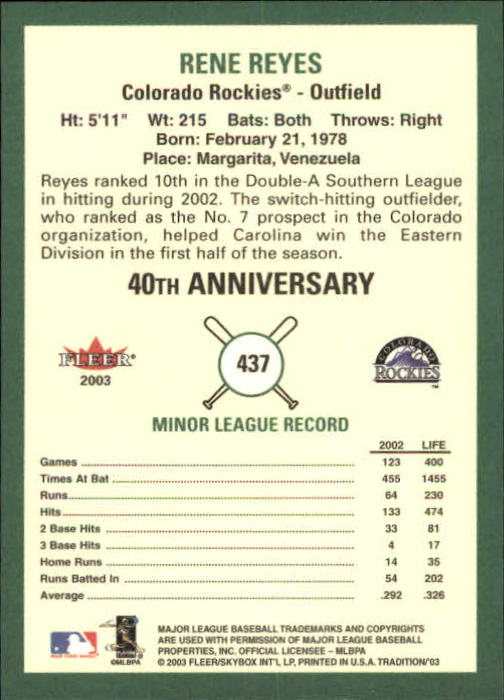 RENE REYES
Colorado Rockies® - Outfield
Ht: 5'11" Wt: 215 Bats: Both Throws: Right
Born: February 21, 1978
Place: Margarita, Venezuela
Reyes ranked 10th in the Double-A Southern League
in hitting during 2002. The switch-hitting outfielder,
who ranked as the No. 7 prospect in the Colorado
organization, helped Carolina win the Eastern
Division in the first half of the season.
40TH ANNIVERSARY
FLEER®
2003
437
COLORADO
ROCKIES
™
MINOR LEAGUE RECORD
2002 LIFE
Games 123 400
Times At Bat 455 1455
Runs 64 230
Hits 133 474
2 Base Hits 33 81
3 Base Hits 4 17
Home Runs 14 35
Runs Batted In 54 202
Average .292 .326
©MLBPA
MAJOR LEAGUE BASEBALL TRADEMARKS AND COPYRIGHTS
ARE USED WITH PERMISSION OF MAJOR LEAGUE BASEBALL
PROPERTIES, INC. OFFICIAL LICENSEE - MLBPA
© 2003 FLEER/SKYBOX INT'L LP, PRINTED IN U.S.A. TRADITION/'03